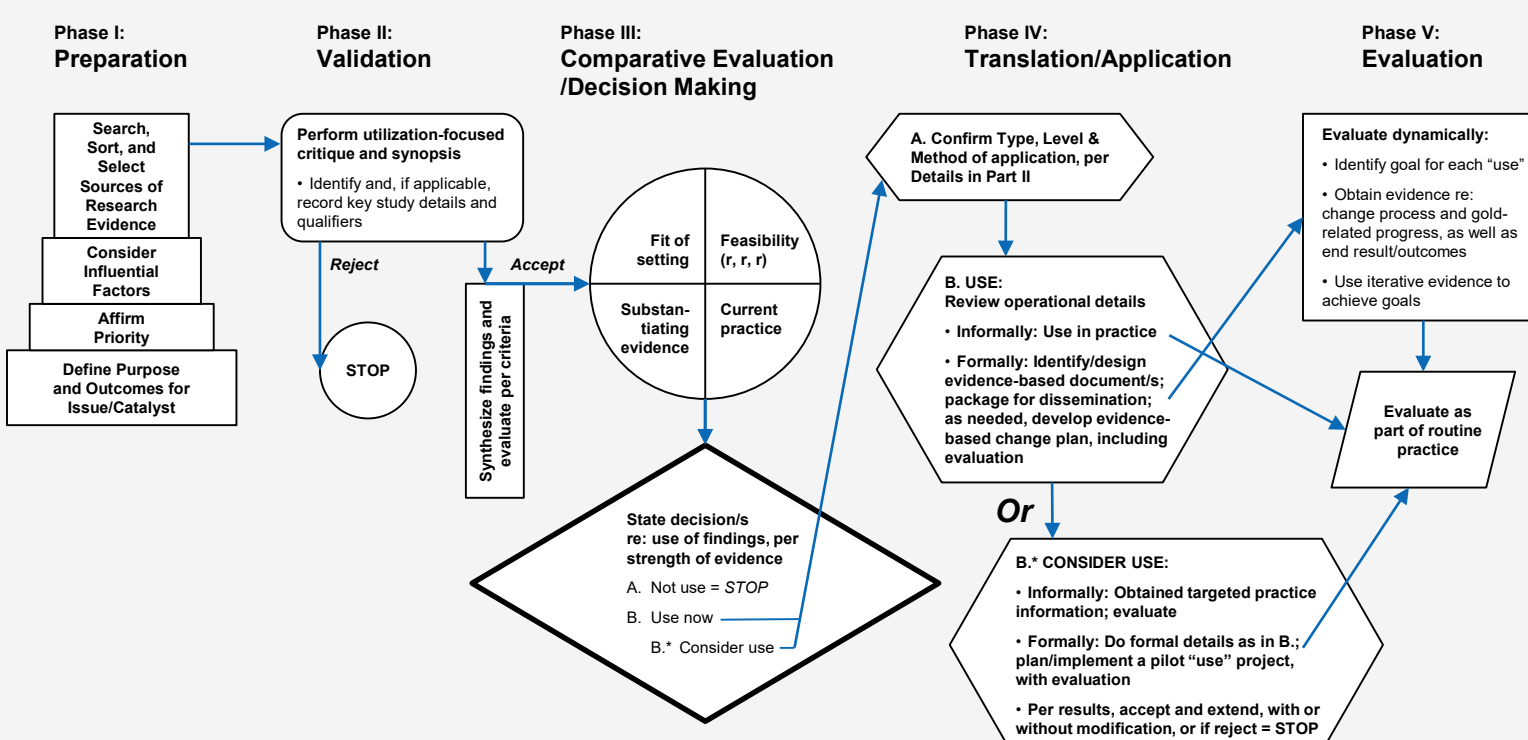 Phase I:
Preparation
Phase II:
Validation
Phase III:
Comparative Evaluation
/Decision Making
Phase IV:
Translation/Application
Phase V:
Evaluation
Search,
Sort, and
Select
Sources of
Research
Evidence
Consider
Influential
Factors
Affirm
Priority
Define Purpose
and Outcomes for
Issue/Catalyst
Perform utilization-focused
critique and synopsis
• Identify and, if applicable,
record key study details and
qualifiers
Reject
Accept
STOP
Synthesize findings and
evaluate per criteria
Fit of
setting
Feasibility
(r, r, r)
Substan-
tiating
evidence
Current
practice
State decision/s
re: use of findings, per
strength of evidence
A. Not use = STOP
B. Use now
B.* Consider use
A. Confirm Type, Level &
Method of application, per
Details in Part II
B. USE:
Review operational details
• Informally: Use in practice
• Formally: Identify/design
evidence-based document/s;
package for dissemination;
as needed, develop evidence-
based change plan, including
evaluation
Or
B.* CONSIDER USE:
• Informally: Obtained targeted practice
information; evaluate
• Formally: Do formal details as in B.;
plan/implement a pilot “use” project,
with evaluation
• Per results, accept and extend, with or
without modification, or if reject = STOP
Evaluate dynamically:
• Identify goal for each “use”
• Obtain evidence re:
change process and gold-
related progress, as well as
end result/outcomes
• Use iterative evidence to
achieve goals
Evaluate as
part of routine
practice